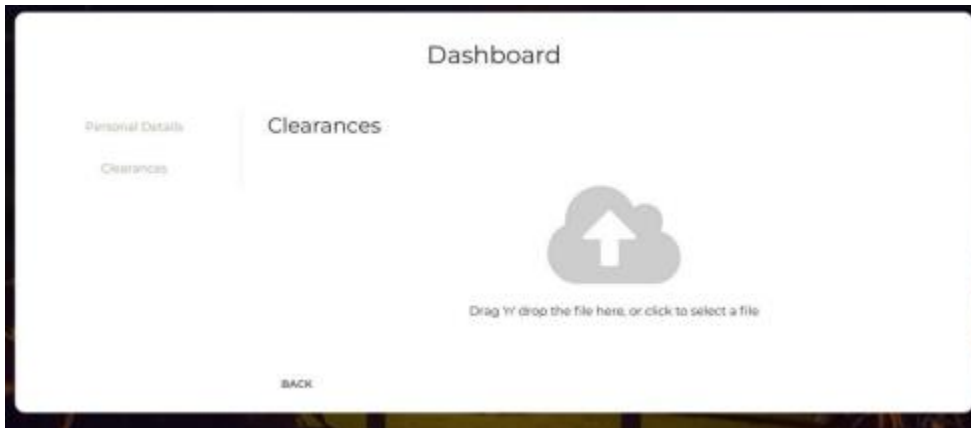 Dashboard
Personal Details
Clearances
Clearances
Drag 'n' drop the file here, or click to select a file
BACK